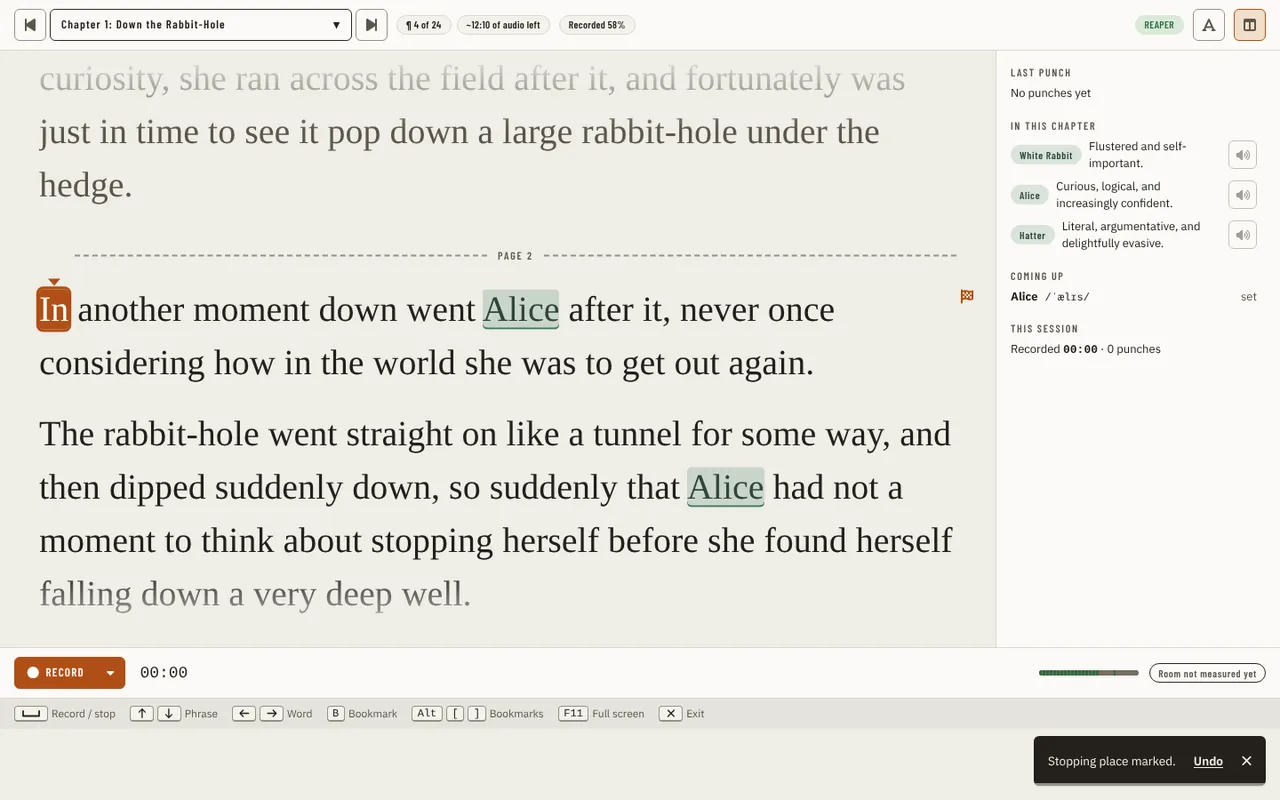 Chapter 1: Down the Rabbit-Hole
¶ 4 of 24
~12:10 of audio left
Recorded 58%
REAPER
A
curiosity, she ran across the field after it, and fortunately was
just in time to see it pop down a large rabbit-hole under the
hedge.
PAGE 2
In another moment down went Alice after it, never once
considering how in the world she was to get out again.
The rabbit-hole went straight on like a tunnel for some way, and
then dipped suddenly down, so suddenly that Alice had not a
moment to think about stopping herself before she found herself
falling down a very deep well.
LAST PUNCH
No punches yet
IN THIS CHAPTER
White Rabbit
Flustered and self-
important.
Alice
Curious, logical, and
increasingly confident.
Hatter
Literal, argumentative, and
delightfully evasive.
COMING UP
Alice /ˈælɪs/ set
THIS SESSION
Recorded 00:00 · 0 punches
RECORD
00:00
Room not measured yet
Record / stop
↑ ↓ Phrase
← → Word
B Bookmark
Alt [ ] Bookmarks
F11 Full screen
✕ Exit
Stopping place marked. Undo ✕